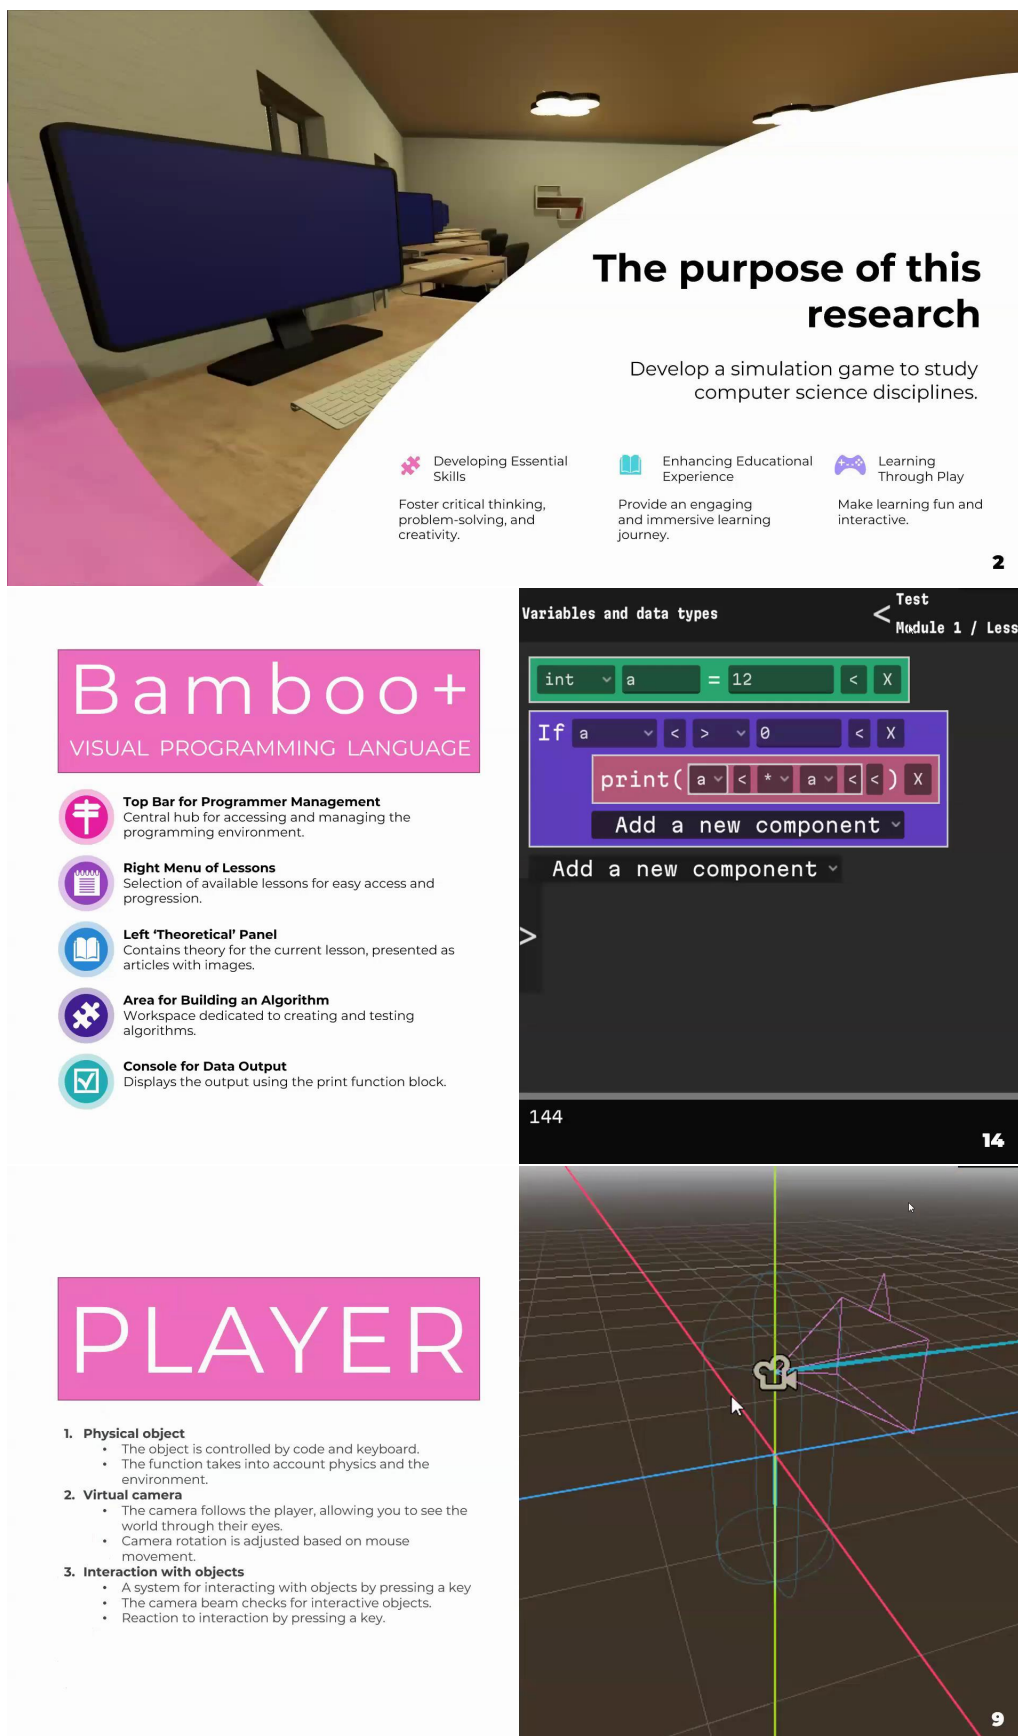 The purpose of this
research
Develop a simulation game to study
computer science disciplines.
Developing Essential
Skills
Foster critical thinking,
problem-solving, and
creativity.
Enhancing Educational
Experience
Provide an engaging
and immersive learning
journey.
Learning
Through Play
Make learning fun and
interactive.
2
Bamboo+
VISUAL PROGRAMMING LANGUAGE
Top Bar for Programmer Management
Central hub for accessing and managing the
programming environment.
Right Menu of Lessons
Selection of available lessons for easy access and
progression.
Left ‘Theoretical’ Panel
Contains theory for the current lesson, presented as
articles with images.
Area for Building an Algorithm
Workspace dedicated to creating and testing
algorithms.
Console for Data Output
Displays the output using the print function block.
Variables and data types
< Test
Module 1 / Less
int a = 12 < X
If a < > 0 < X
print( a < * a < < ) X
Add a new component
Add a new component
>
144
14
PLAYER
1. Physical object
• The object is controlled by code and keyboard.
• The function takes into account physics and the
environment.
2. Virtual camera
• The camera follows the player, allowing you to see the
world through their eyes.
• Camera rotation is adjusted based on mouse
movement.
3. Interaction with objects
• A system for interacting with objects by pressing a key
• The camera beam checks for interactive objects.
• Reaction to interaction by pressing a key.
9